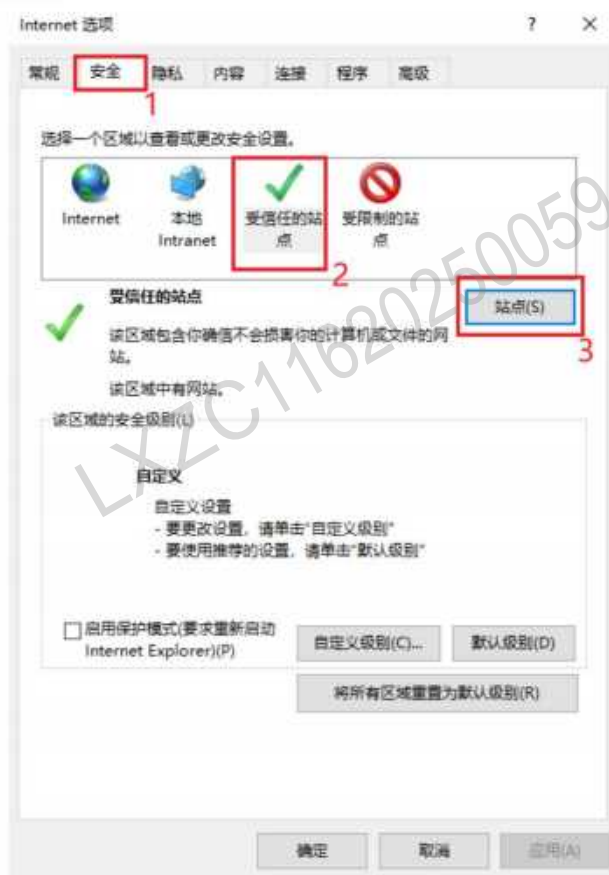 Internet 选项
?
×
常规 安全 隐私 内容 连接 程序 高级
1
选择一个区域以查看或更改安全设置。
Internet
本地
Intranet
受信任的站
点
受限制的站
点
2
受信任的站点
站点(S)
3
该区域包含你确信不会损害你的计算机或文件的网
站。
该区域中有网站。
该区域的安全级别(L)
自定义
自定义设置
- 要更改设置，请单击"自定义级别"
- 要使用推荐的设置，请单击"默认级别"
启用保护模式(要求重新启动
Internet Explorer)(P)
自定义级别(C)...
默认级别(D)
将所有区域重置为默认级别(R)
确定
取消
应用(A)
LXZC11620250059